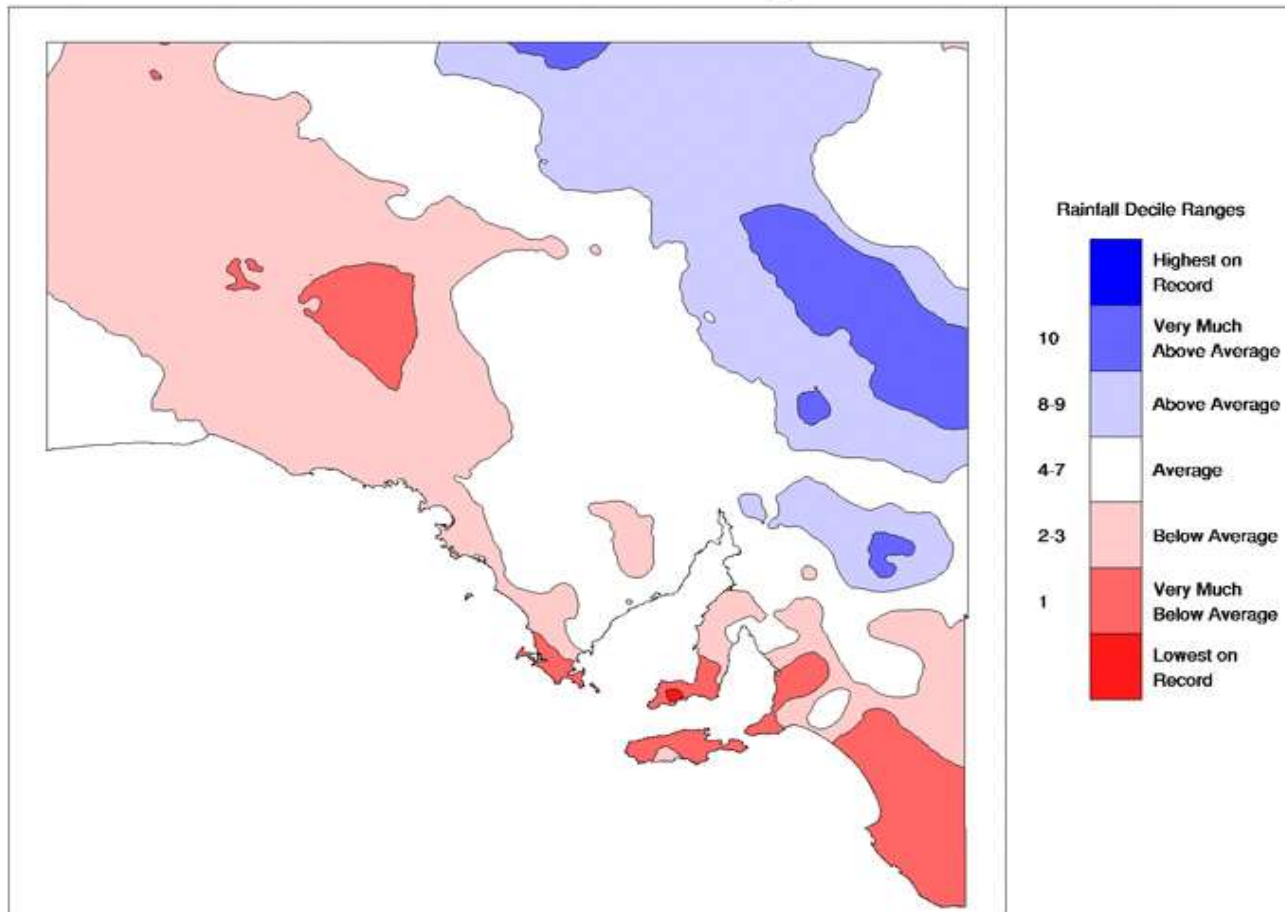 Rainfall Decile Ranges
Highest on
Record
10
Very Much
Above Average
8-9
Above Average
4-7
Average
2-3
Below Average
1
Very Much
Below Average
Lowest on
Record